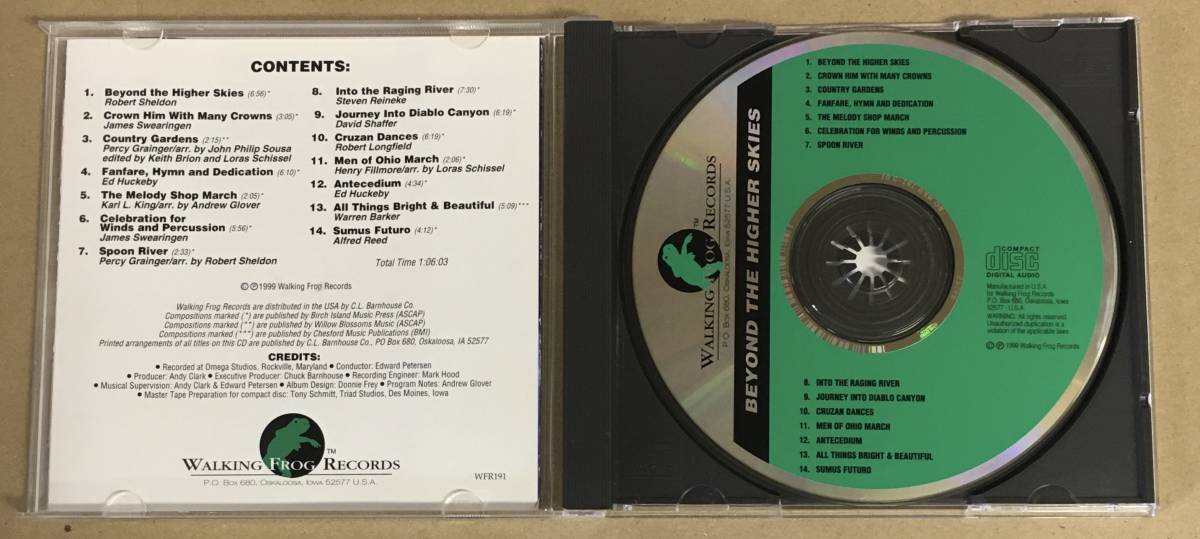 CONTENTS:
1. Beyond the Higher Skies (6:56)*
Robert Sheldon
2. Crown Him With Many Crowns (3:05)*
James Swearingen
3. Country Gardens (2:15)**
Percy Grainger/arr. by John Philip Sousa
edited by Keith Brion and Loras Schissel
4. Fanfare, Hymn and Dedication (6:10)*
Ed Huckeby
5. The Melody Shop March (2:05)*
Karl L. King/arr. by Andrew Glover
6. Celebration for
Winds and Percussion (5:56)*
James Swearingen
7. Spoon River (2:33)*
Percy Grainger/arr. by Robert Sheldon
8. Into the Raging River (7:30)*
Steven Reineke
9. Journey Into Diablo Canyon (6:19)*
David Shaffer
10. Cruzan Dances (6:19)*
Robert Longfield
11. Men of Ohio March (2:06)*
Henry Fillmore/arr. by Loras Schissel
12. Antecedium (4:34)*
Ed Huckeby
13. All Things Bright & Beautiful (5:09)***
Warren Barker
14. Sumus Futuro (4:12)*
Alfred Reed
Total Time 1:06:03
© ℗ 1999 Walking Frog Records
Walking Frog Records are distributed in the USA by C.L. Barnhouse Co.
Compositions marked (*) are published by Birch Island Music Press (ASCAP)
Compositions marked (**) are published by Willow Blossoms Music (ASCAP)
Compositions marked (***) are published by Chesford Music Publications (BMI)
Printed arrangements of all titles on this CD are published by C.L. Barnhouse Co., PO Box 680, Oskaloosa, IA 52577
CREDITS:
• Recorded at Omega Studios, Rockville, Maryland • Conductor: Edward Petersen
• Producer: Andy Clark • Executive Producer: Chuck Barnhouse • Recording Engineer: Mark Hood
• Musical Supervision: Andy Clark & Edward Petersen • Album Design: Donnie Frey • Program Notes: Andrew Glover
• Master Tape Preparation for compact disc: Tony Schmitt, Triad Studios, Des Moines, Iowa
WALKING FROG RECORDS™
P.O. BOX 680, OSKALOOSA, IOWA 52577 U.S.A.
WFR191
1. BEYOND THE HIGHER SKIES
2. CROWN HIM WITH MANY CROWNS
3. COUNTRY GARDENS
4. FANFARE, HYMN AND DEDICATION
5. THE MELODY SHOP MARCH
6. CELEBRATION FOR WINDS AND PERCUSSION
7. SPOON RIVER
WALKING FROG RECORDS™
P.O. BOX 680, OSKALOOSA, IOWA 52577 U.S.A.
BEYOND THE HIGHER SKIES
COMPACT
disc
DIGITAL AUDIO
Manufactured in U.S.A.
for Walking Frog Records
P.O. Box 680, Oskaloosa, Iowa
52577 - U.S.A
WARNING: All rights reserved.
Unauthorized duplication is a
violation of the applicable laws.
© ℗ 1999 Walking Frog Records
8. INTO THE RAGING RIVER
9. JOURNEY INTO DIABLO CANYON
10. CRUZAN DANCES
11. MEN OF OHIO MARCH
12. ANTECEDIUM
13. ALL THINGS BRIGHT & BEAUTIFUL
14. SUMUS FUTURO